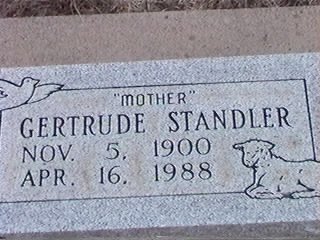 "MOTHER"
GERTRUDE STANDLER
NOV. 5, 1900
APR. 16, 1988